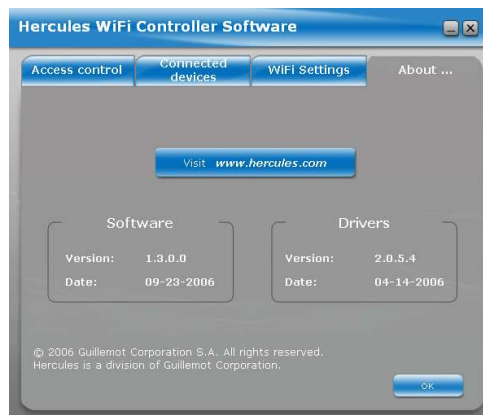 Hercules WiFi Controller Software
Access control
Connected
devices
WiFi Settings
About ...
Visit www.hercules.com
Software
Version: 1.3.0.0
Date: 09-23-2006
Drivers
Version: 2.0.5.4
Date: 04-14-2006
© 2006 Guillemot Corporation S.A. All rights reserved.
Hercules is a division of Guillemot Corporation.
OK